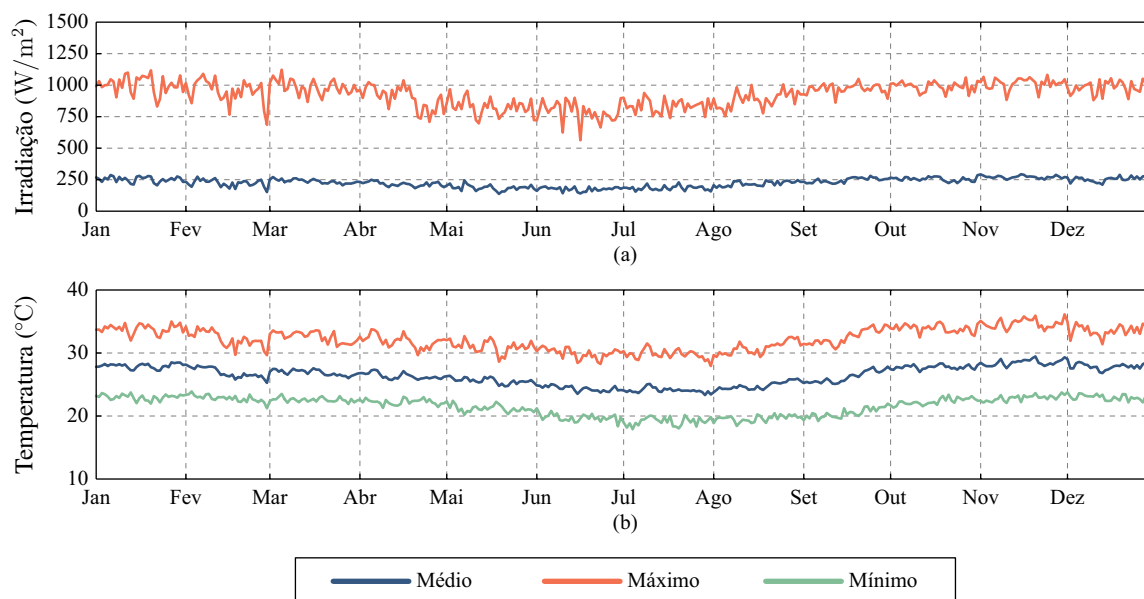 Irradiação (W/m²)
1500
1250
1000
750
500
250
0
Jan Fev Mar Abr Mai Jun Jul Ago Set Out Nov Dez
(a)
Temperatura (°C)
40
30
20
10
Jan Fev Mar Abr Mai Jun Jul Ago Set Out Nov Dez
(b)
Médio Máximo Mínimo